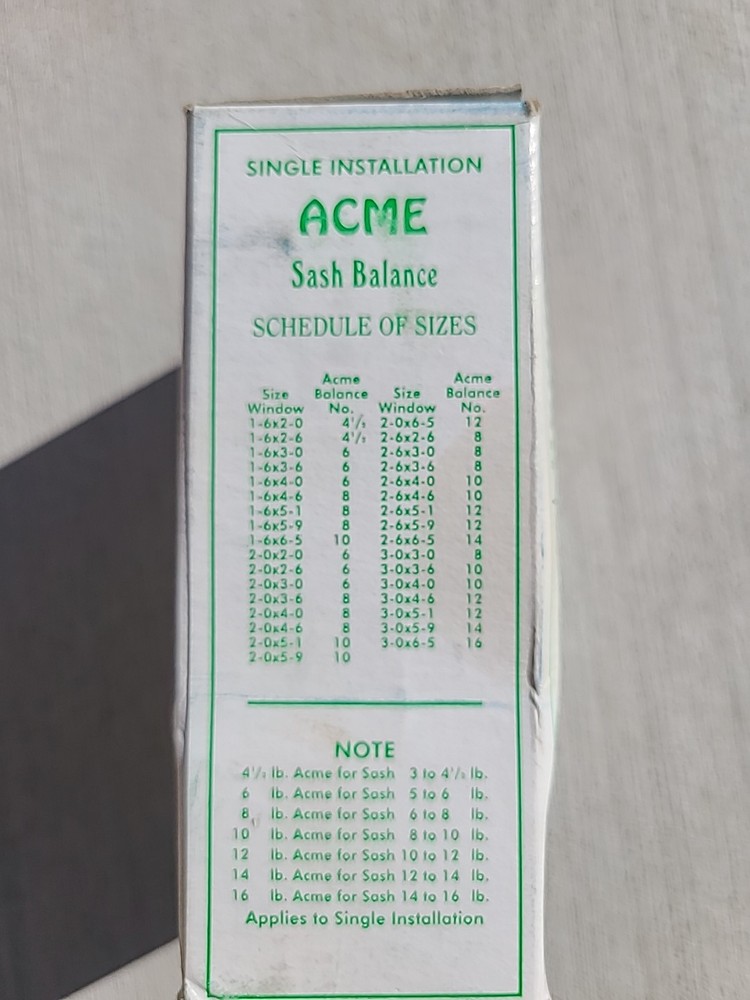 SINGLE INSTALLATION
ACME
Sash Balance
SCHEDULE OF SIZES
Size Window Acme Balance No. Size Window Acme Balance No.
1-6x2-0 4½ 2-0x6-5 12
1-6x2-6 4½ 2-6x2-6 8
1-6x3-0 6 2-6x3-0 8
1-6x3-6 6 2-6x3-6 8
1-6x4-0 6 2-6x4-0 10
1-6x4-6 8 2-6x4-6 10
1-6x5-1 8 2-6x5-1 12
1-6x5-9 8 2-6x5-9 12
1-6x6-5 10 2-6x6-5 14
2-0x2-0 6 3-0x3-0 8
2-0x2-6 6 3-0x3-6 10
2-0x3-0 6 3-0x4-0 10
2-0x3-6 8 3-0x4-6 12
2-0x4-0 8 3-0x5-1 12
2-0x4-6 8 3-0x5-9 14
2-0x5-1 10 3-0x6-5 16
2-0x5-9 10
NOTE
4½ lb. Acme for Sash 3 to 4½ lb.
6 lb. Acme for Sash 5 to 6 lb.
8 lb. Acme for Sash 6 to 8 lb.
10 lb. Acme for Sash 8 to 10 lb.
12 lb. Acme for Sash 10 to 12 lb.
14 lb. Acme for Sash 12 to 14 lb.
16 lb. Acme for Sash 14 to 16 lb.
Applies to Single Installation